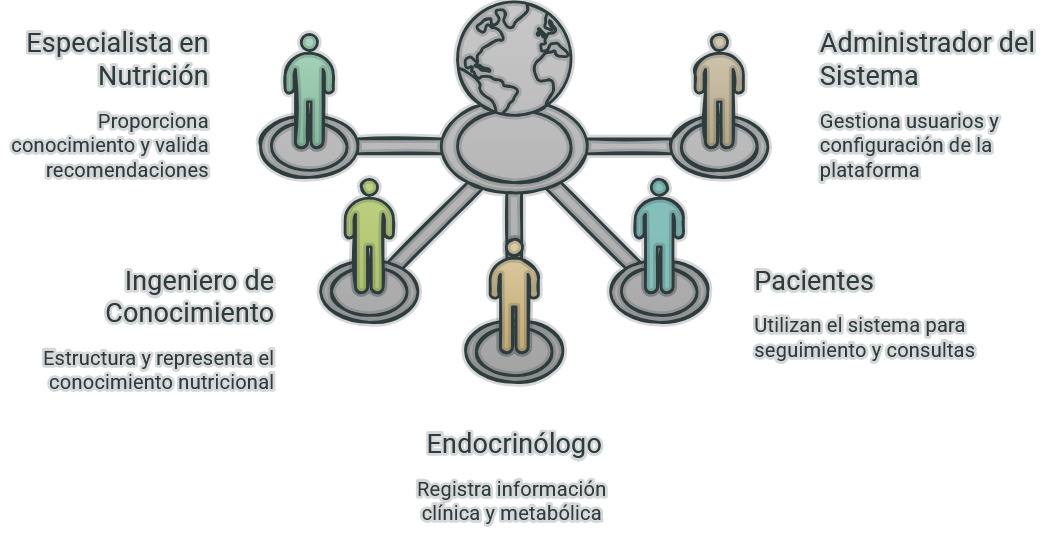 Especialista en
Nutrición
Proporciona
conocimiento y valida
recomendaciones
Administrador del
Sistema
Gestiona usuarios y
configuración de la
plataforma
Ingeniero de
Conocimiento
Estructura y representa el
conocimiento nutricional
Pacientes
Utilizan el sistema para
seguimiento y consultas
Endocrinólogo
Registra información
clínica y metabólica